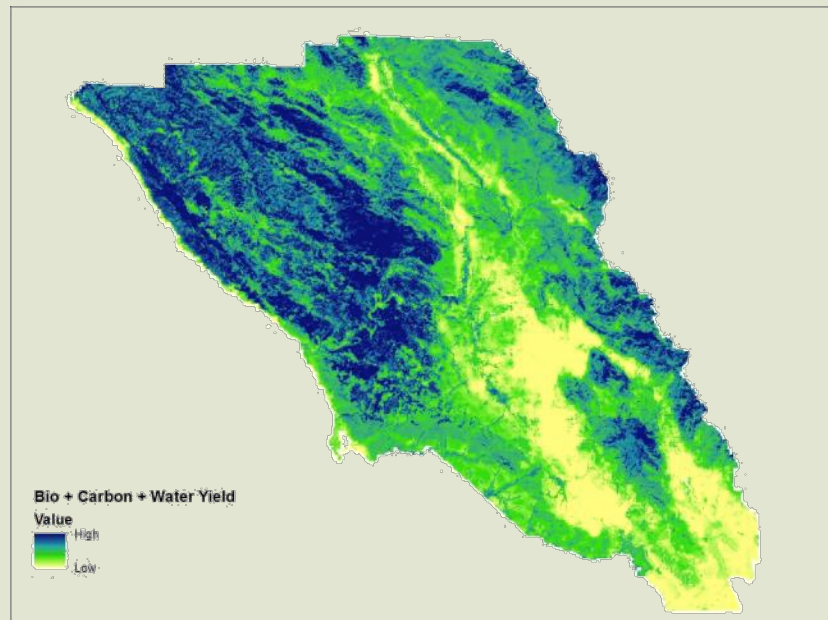 Bio + Carbon + Water Yield
Value
High
Low